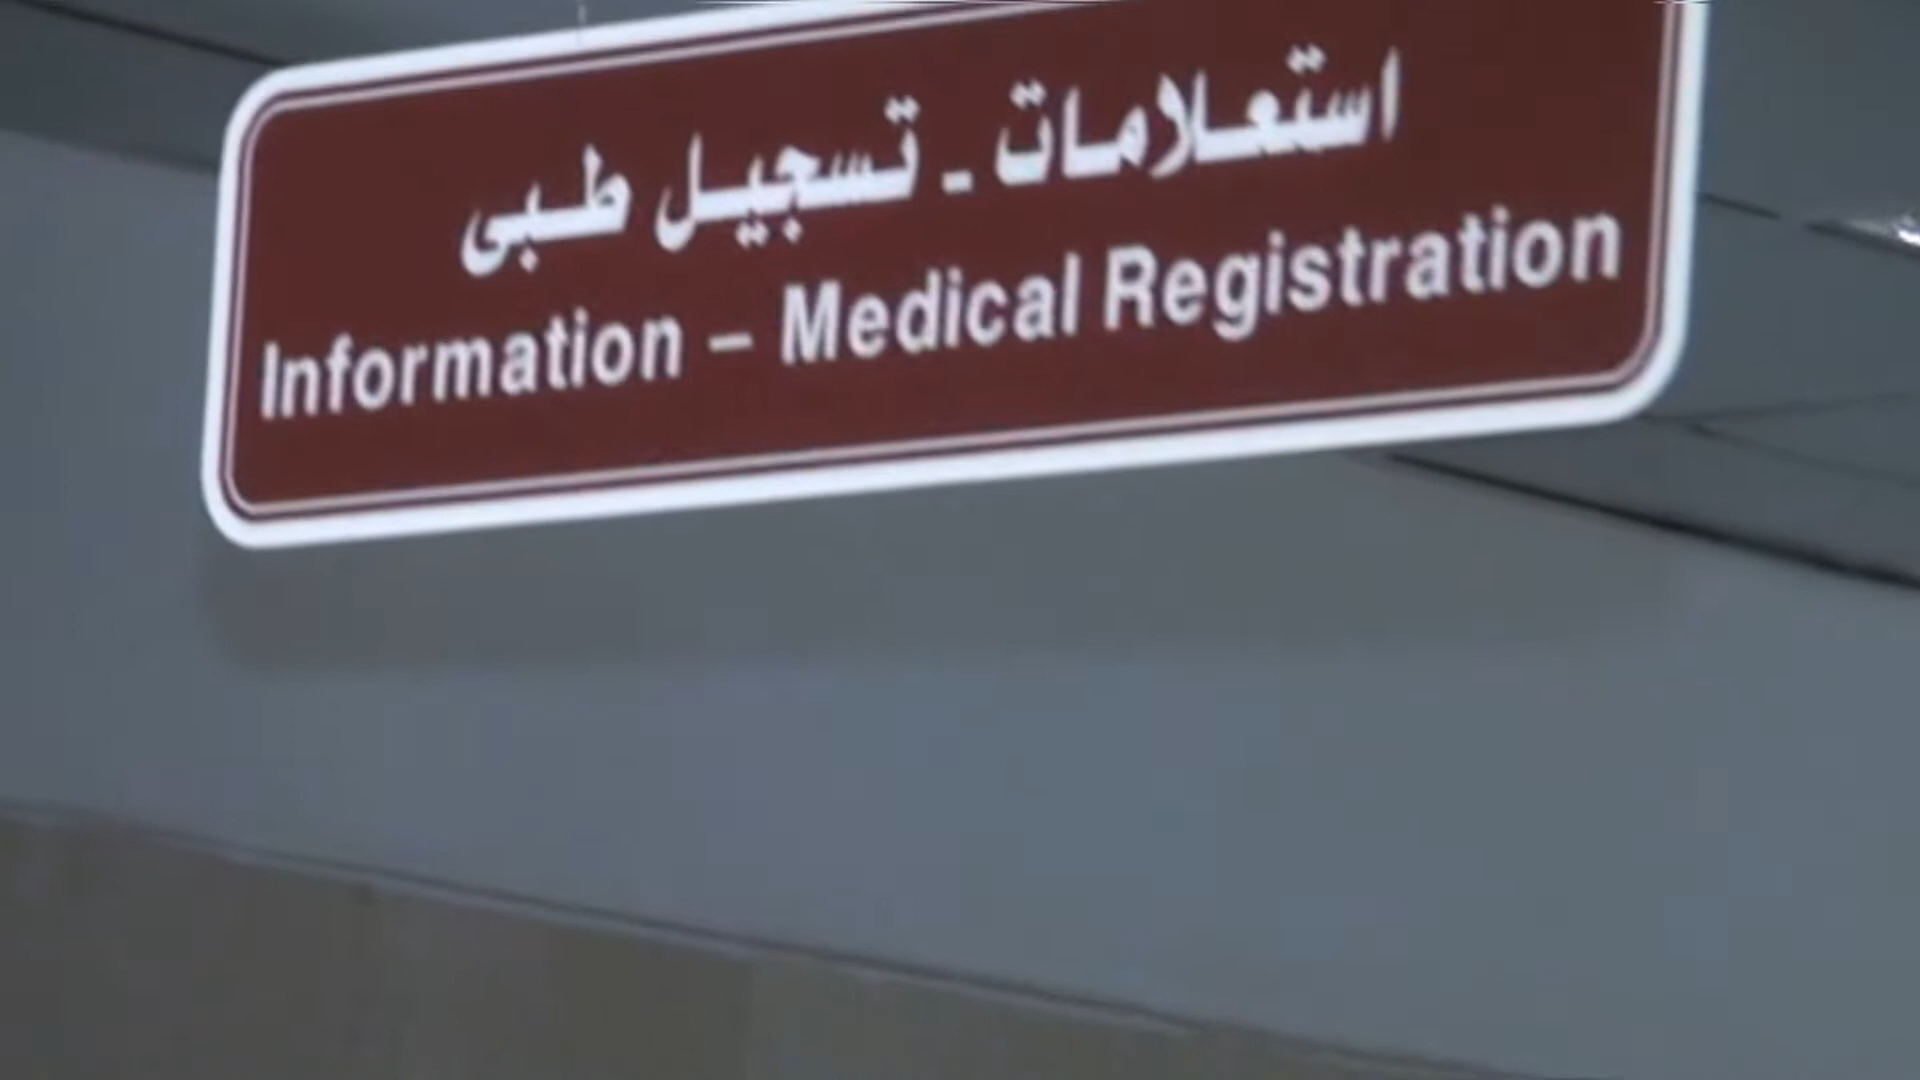 استعلامات - تسجيل طبى
Information – Medical Registration